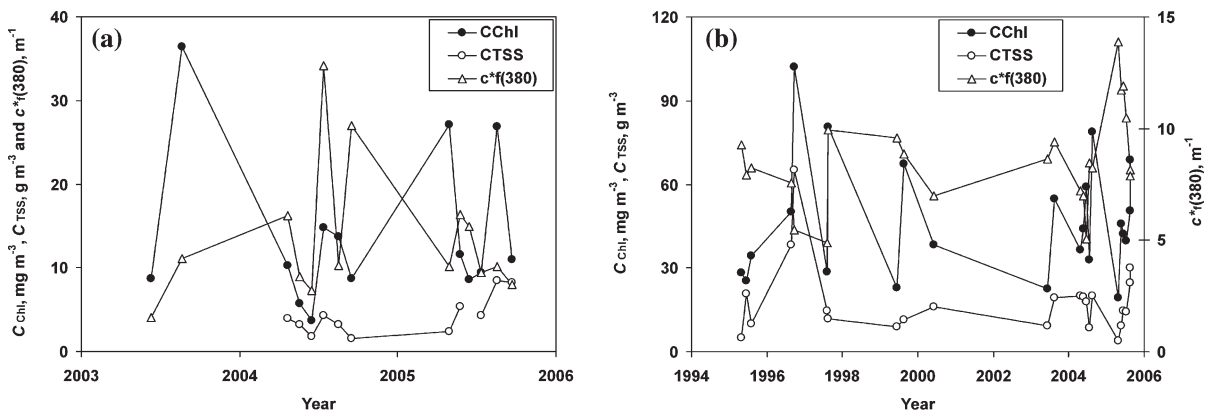 (a)
CChl
CTSS
c*f(380)
40
30
20
10
0
2003 2004 2005 2006
Year
C Chl, mg m-3, C TSS, g m-3 and c*f(380), m-1
(b)
CChl
CTSS
c*f(380)
120
90
60
30
0
15
10
5
0
1994 1996 1998 2000 2002 2004 2006
Year
C Chl, mg m-3, C TSS, g m-3
c*f(380), m-1